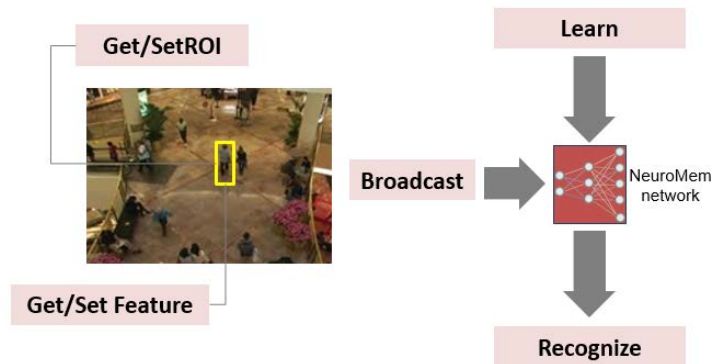 Get/SetROI
Learn
Broadcast
NeuroMem
network
Get/Set Feature
Recognize